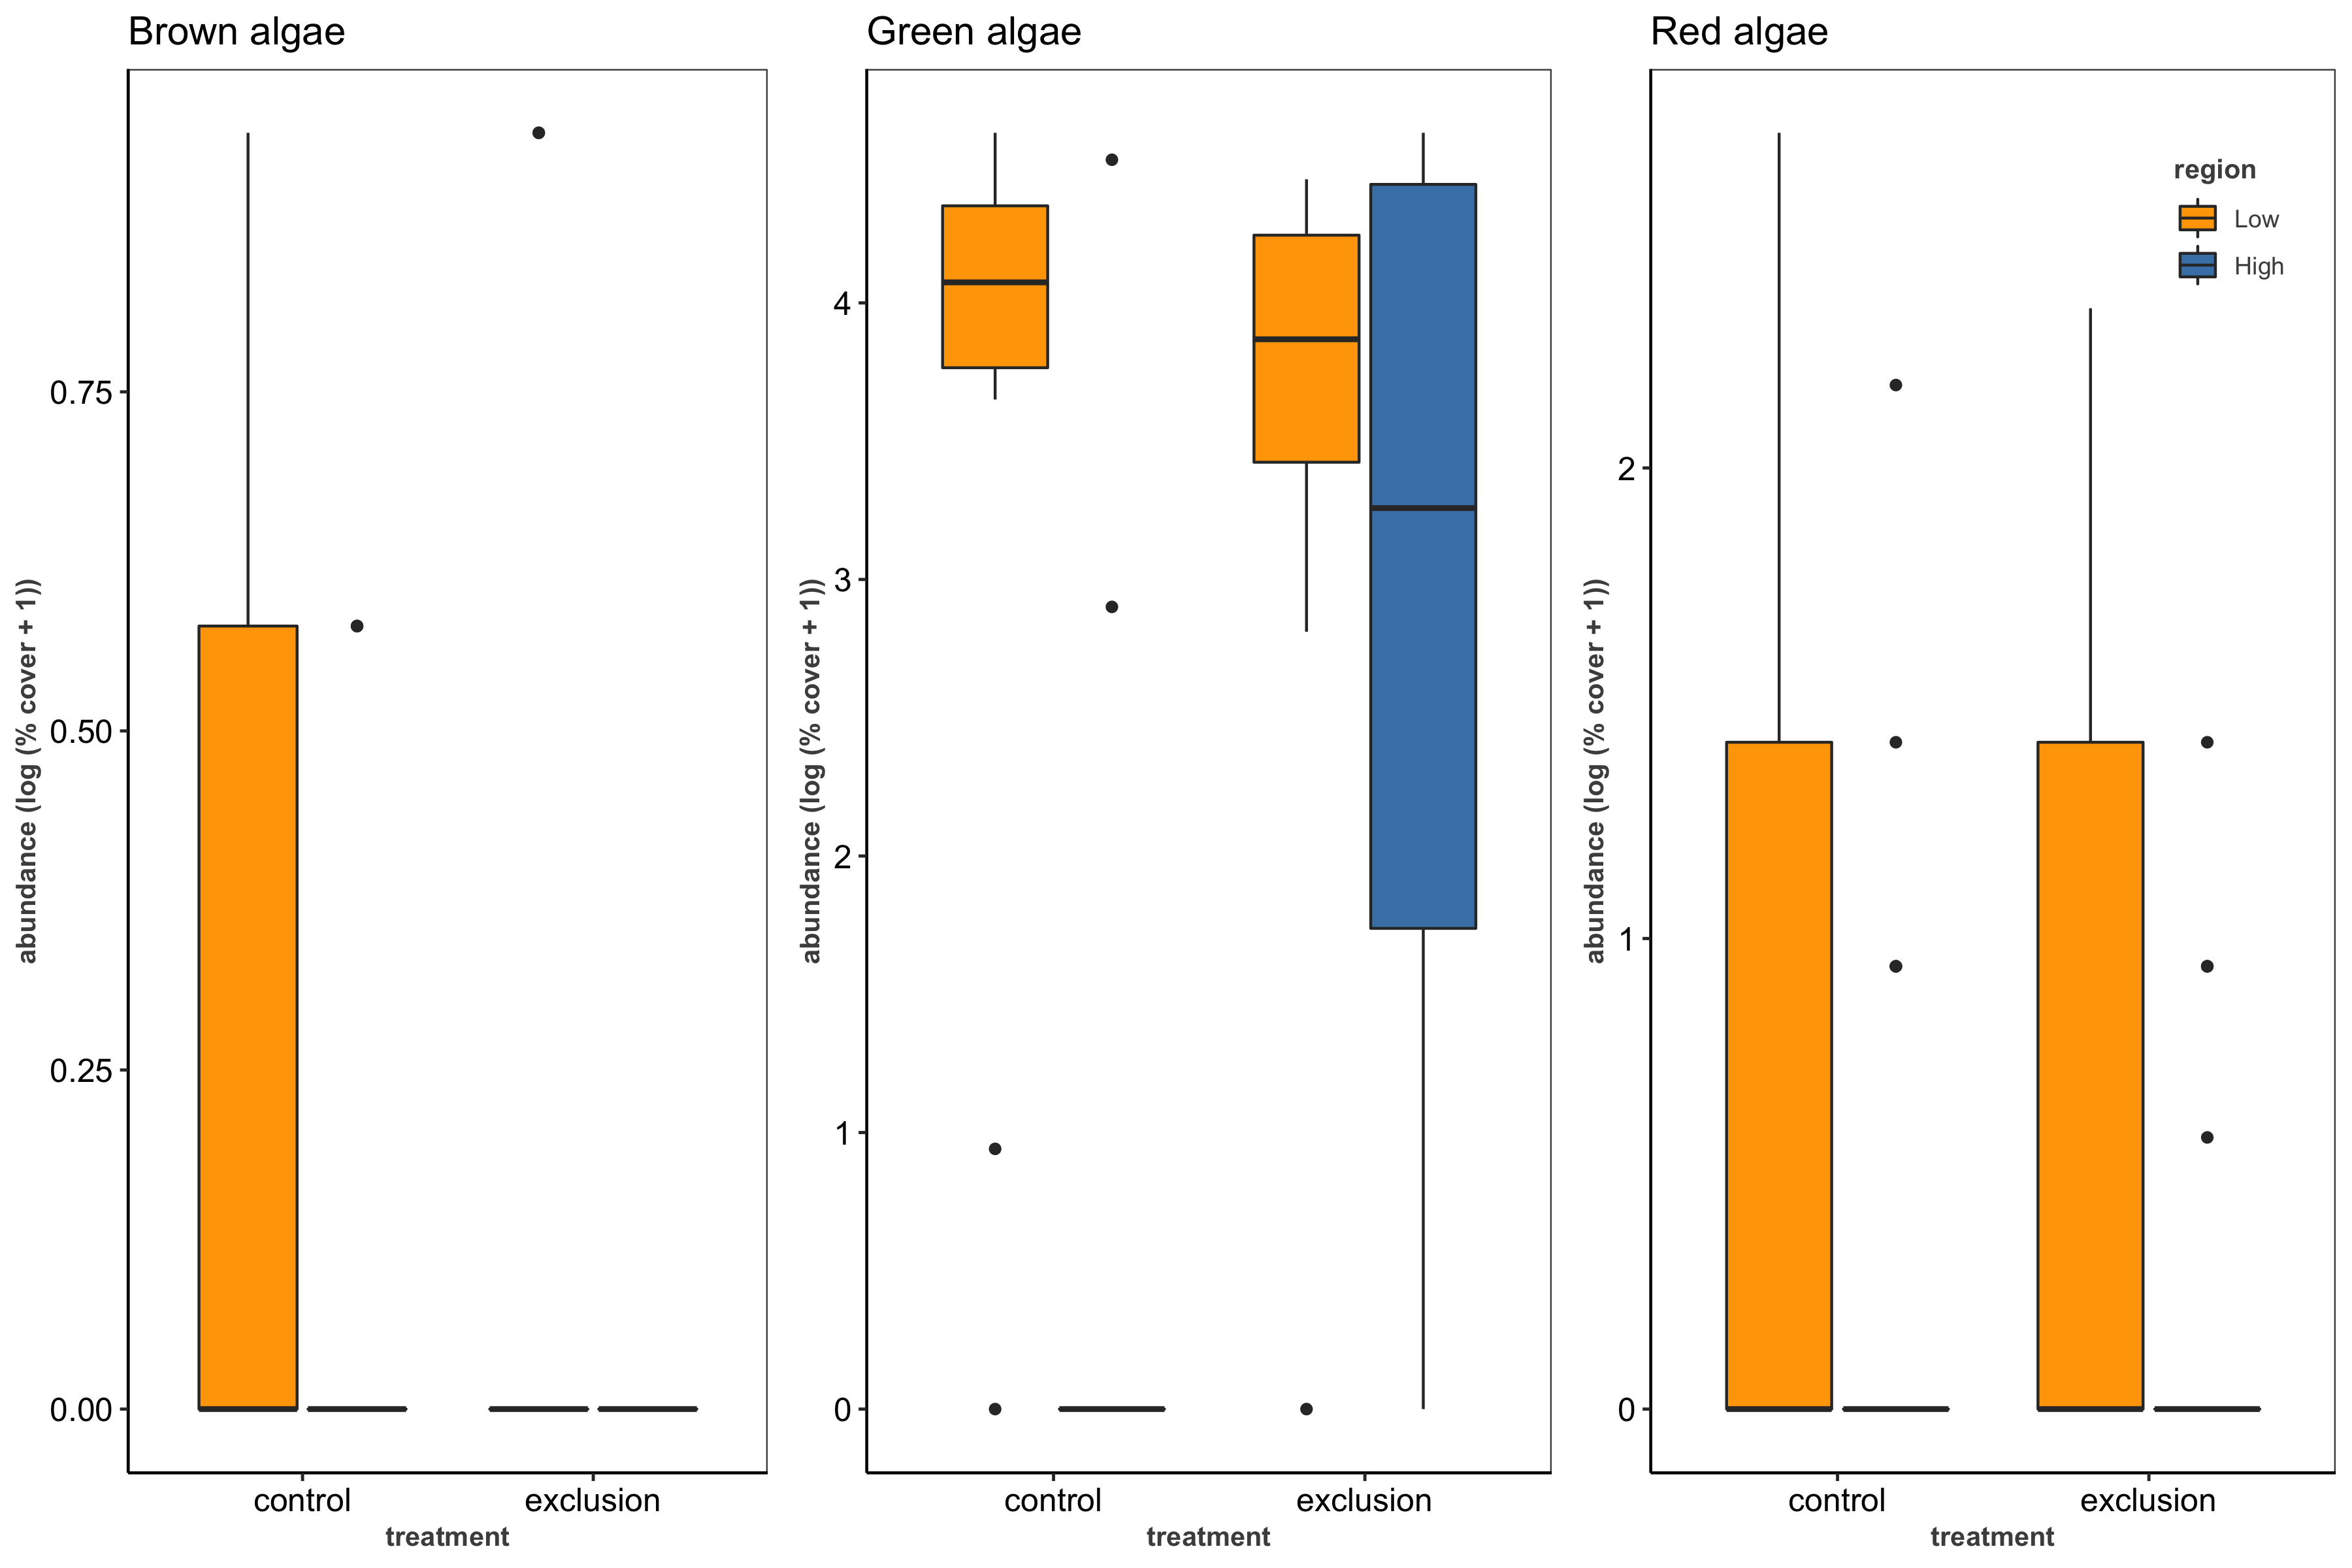 Brown algae
abundance (log (% cover + 1))
0.75
0.50
0.25
0.00
control
exclusion
treatment
Green algae
abundance (log (% cover + 1))
4
3
2
1
0
control
exclusion
treatment
Red algae
abundance (log (% cover + 1))
2
1
0
control
exclusion
treatment
region
Low
High